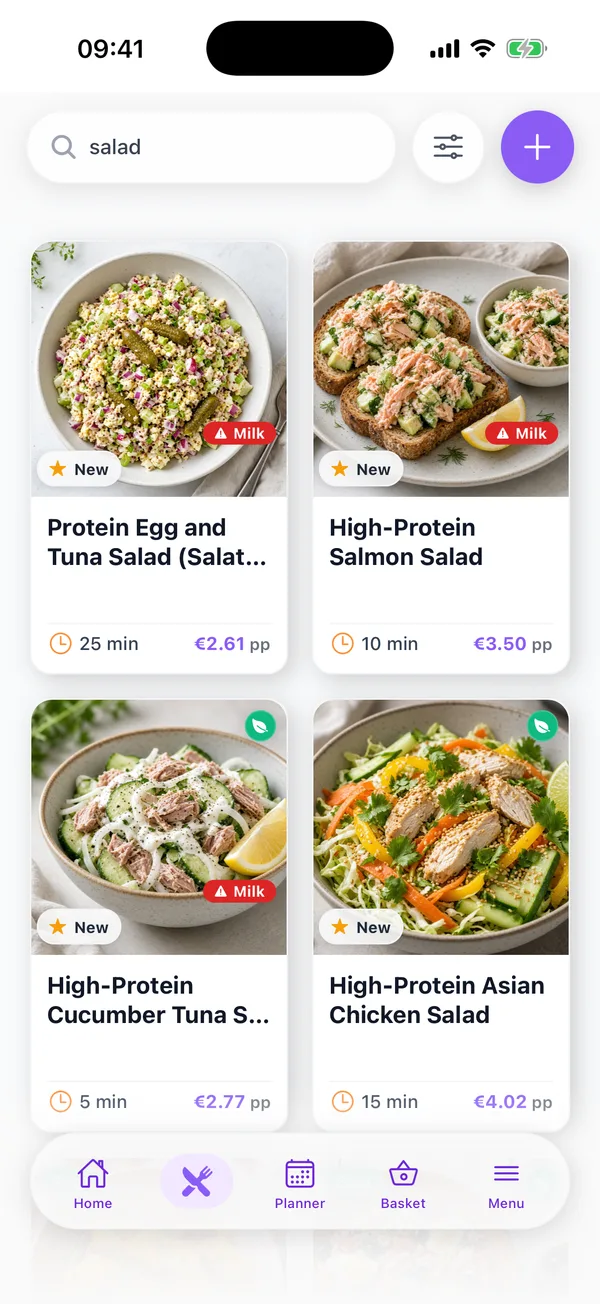 09:41
salad
Milk
New
Protein Egg and
Tuna Salad (Salat...
25 min
€2.61 pp
Milk
New
High-Protein
Salmon Salad
10 min
€3.50 pp
Milk
New
High-Protein
Cucumber Tuna S...
5 min
€2.77 pp
New
High-Protein Asian
Chicken Salad
15 min
€4.02 pp
Home
Planner
Basket
Menu